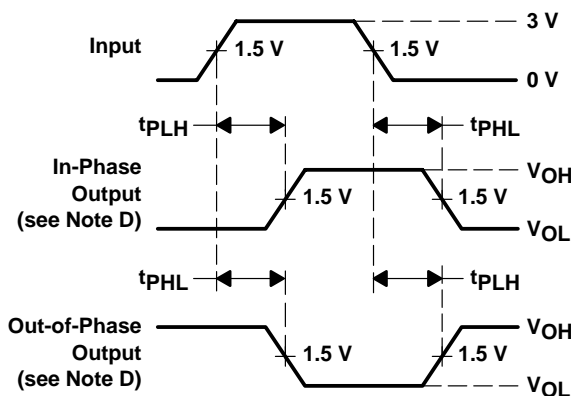 3 V
Input
1.5 V
1.5 V
0 V
tPLH
tPHL
In-Phase
Output
(see Note D)
VOH
1.5 V
1.5 V
VOL
tPHL
tPLH
Out-of-Phase
Output
(see Note D)
VOH
1.5 V
1.5 V
VOL